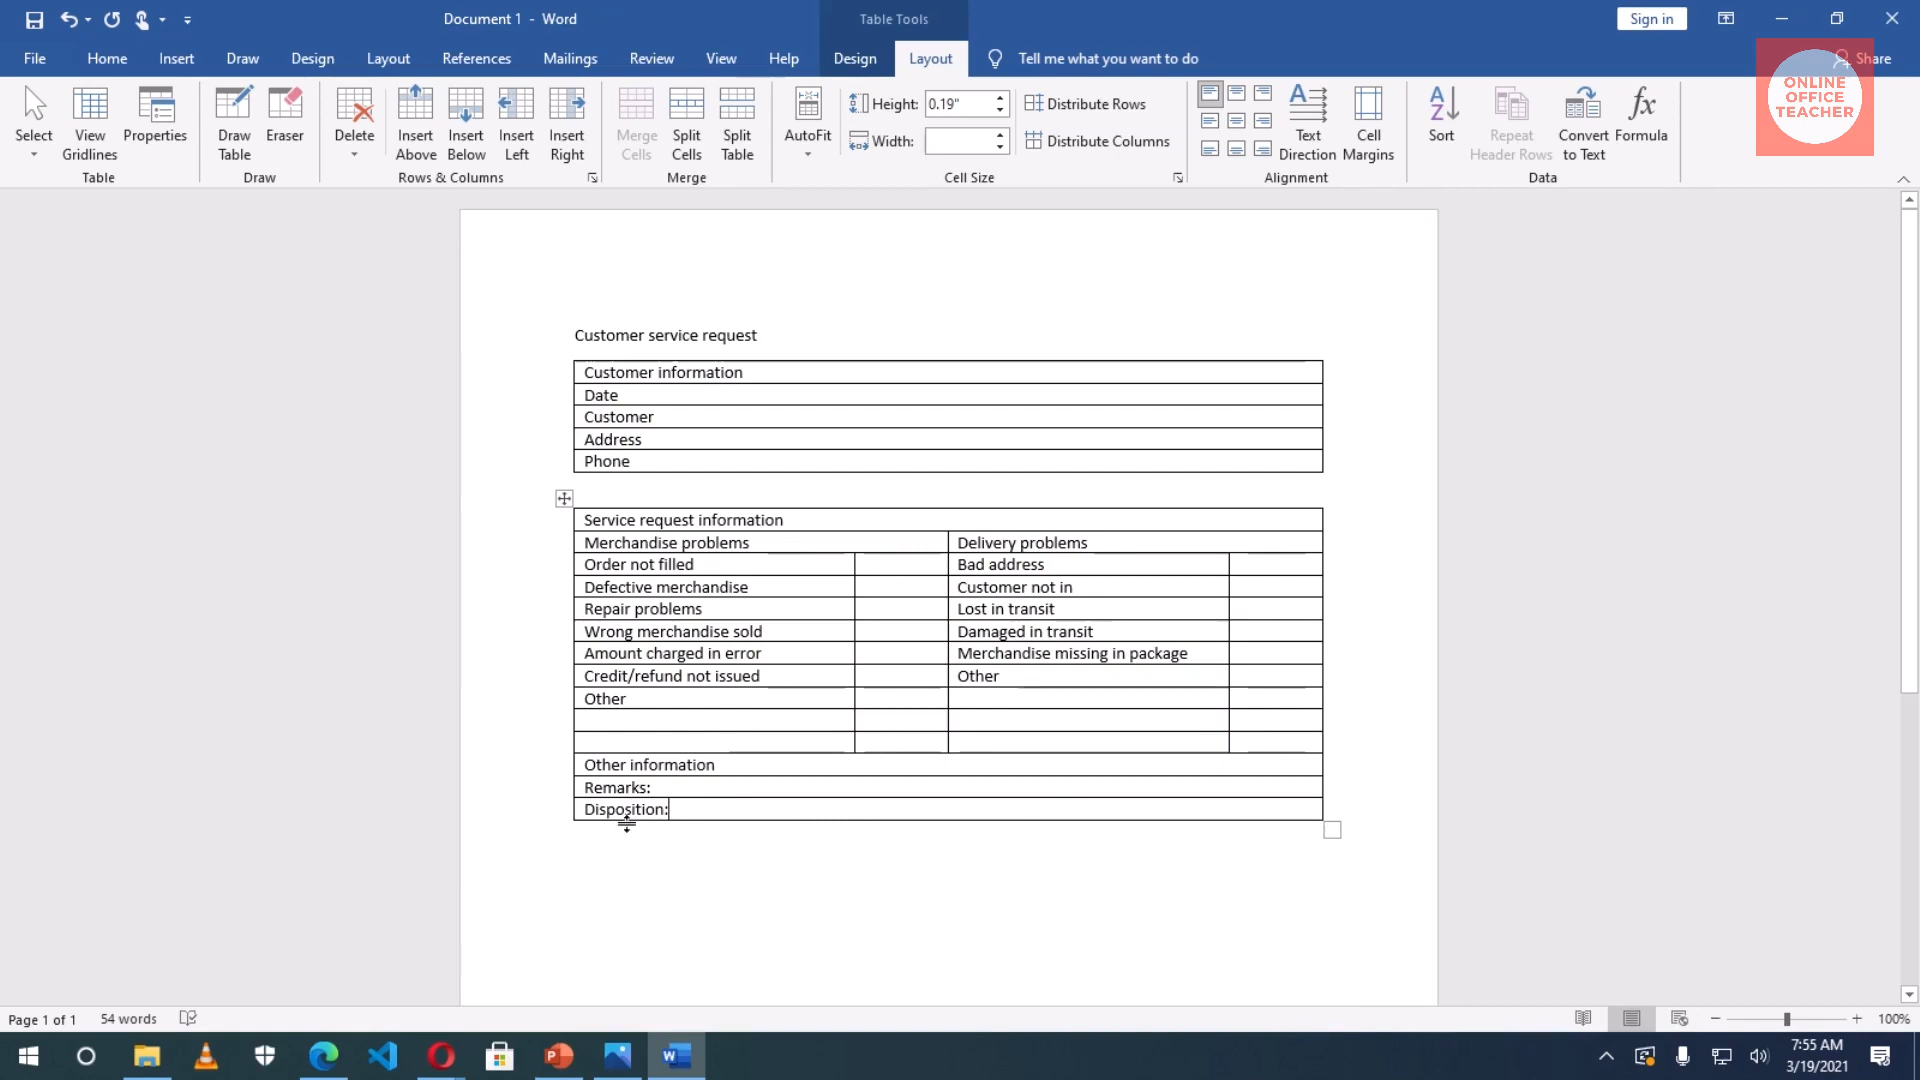 Document 1 - Word
Table Tools
Sign in
File Home Insert Draw Design Layout References Mailings Review View Help Design Layout Tell me what you want to do Share
ONLINE
OFFICE
TEACHER
Select
View
Gridlines
Properties
Table
Draw
Table
Eraser
Draw
Delete
Insert
Above
Insert
Below
Insert
Left
Insert
Right
Rows & Columns
Merge
Cells
Split
Cells
Split
Table
Merge
AutoFit
Height: 0.19"
Width:
Distribute Rows
Distribute Columns
Cell Size
Text
Direction
Cell
Margins
Alignment
A
Z
Sort
Repeat
Header Rows
Convert
to Text
fx
Formula
Data
Customer service request
Customer information
Date
Customer
Address
Phone
Service request information
Merchandise problems Delivery problems
Order not filled Bad address
Defective merchandise Customer not in
Repair problems Lost in transit
Wrong merchandise sold Damaged in transit
Amount charged in error Merchandise missing in package
Credit/refund not issued Other
Other
Other information
Remarks:
Disposition:
Page 1 of 1 54 words 100%
7:55 AM
3/19/2021